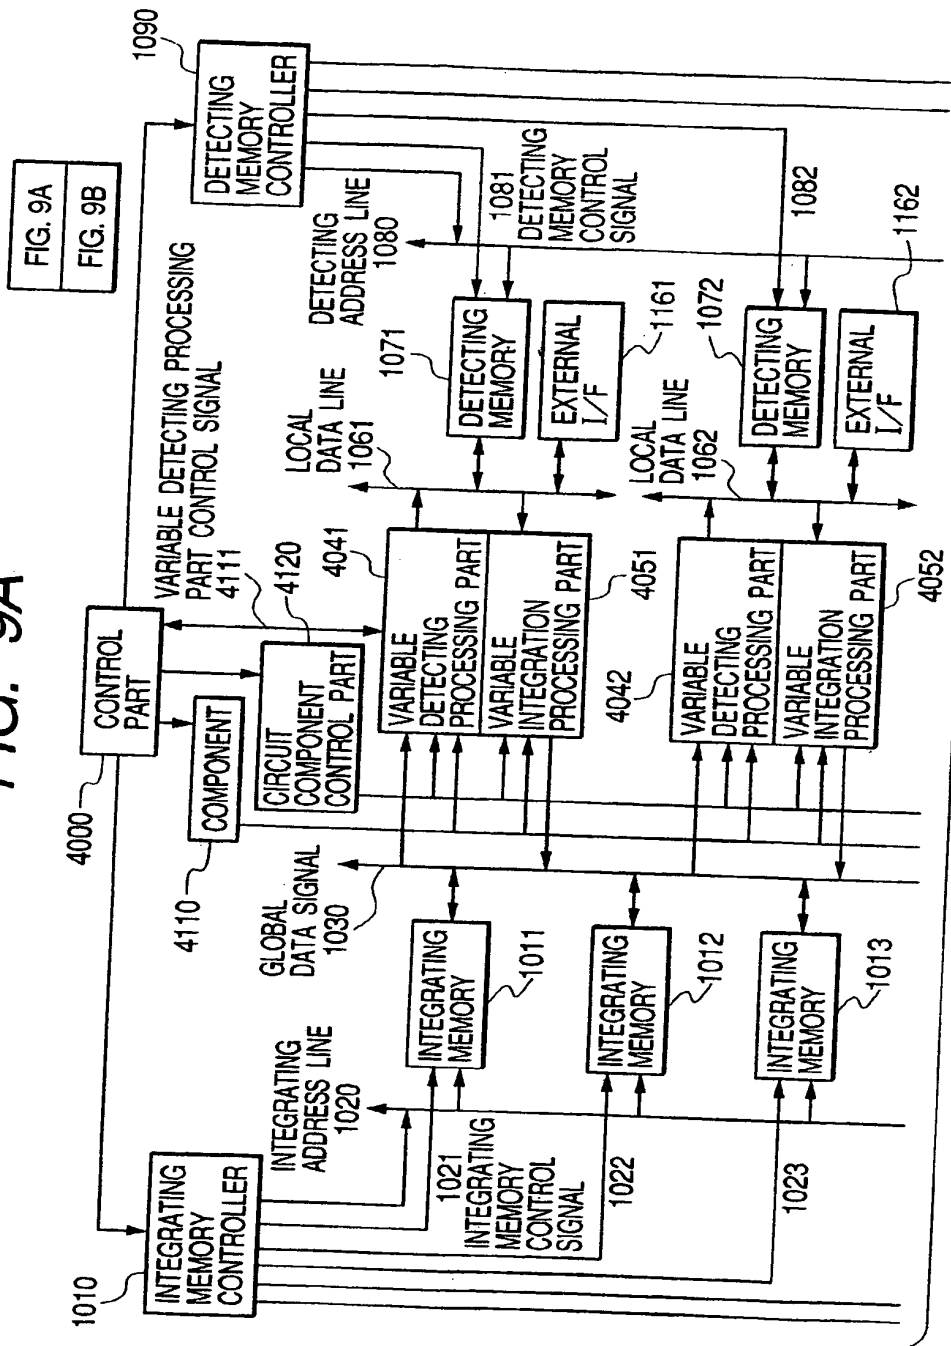 FIG. 9A
FIG. 9A
FIG. 9B
CONTROL
PART
4000
VARIABLE DETECTING PROCESSING
PART CONTROL SIGNAL
4111
INTEGRATING
MEMORY
CONTROLLER
1010
COMPONENT
4110
CIRCUIT
COMPONENT
CONTROL PART
4120
DETECTING
MEMORY
CONTROLLER
1090
INTEGRATING
ADDRESS LINE
1020
GLOBAL
DATA SIGNAL
1030
LOCAL
DATA LINE
1061
DETECTING
ADDRESS LINE
1080
1021
INTEGRATING
MEMORY
CONTROL
SIGNAL
INTEGRATING
MEMORY
1011
VARIABLE
DETECTING
PROCESSING PART
4041
VARIABLE
INTEGRATION
PROCESSING PART
4051
DETECTING
MEMORY
1071
EXTERNAL
I/F
1161
1081
DETECTING
MEMORY
CONTROL
SIGNAL
1022
INTEGRATING
MEMORY
1012
LOCAL
DATA LINE
1062
1023
INTEGRATING
MEMORY
1013
VARIABLE
DETECTING
PROCESSING PART
4042
VARIABLE
INTEGRATION
PROCESSING PART
4052
DETECTING
MEMORY
1072
EXTERNAL
I/F
1162
1082